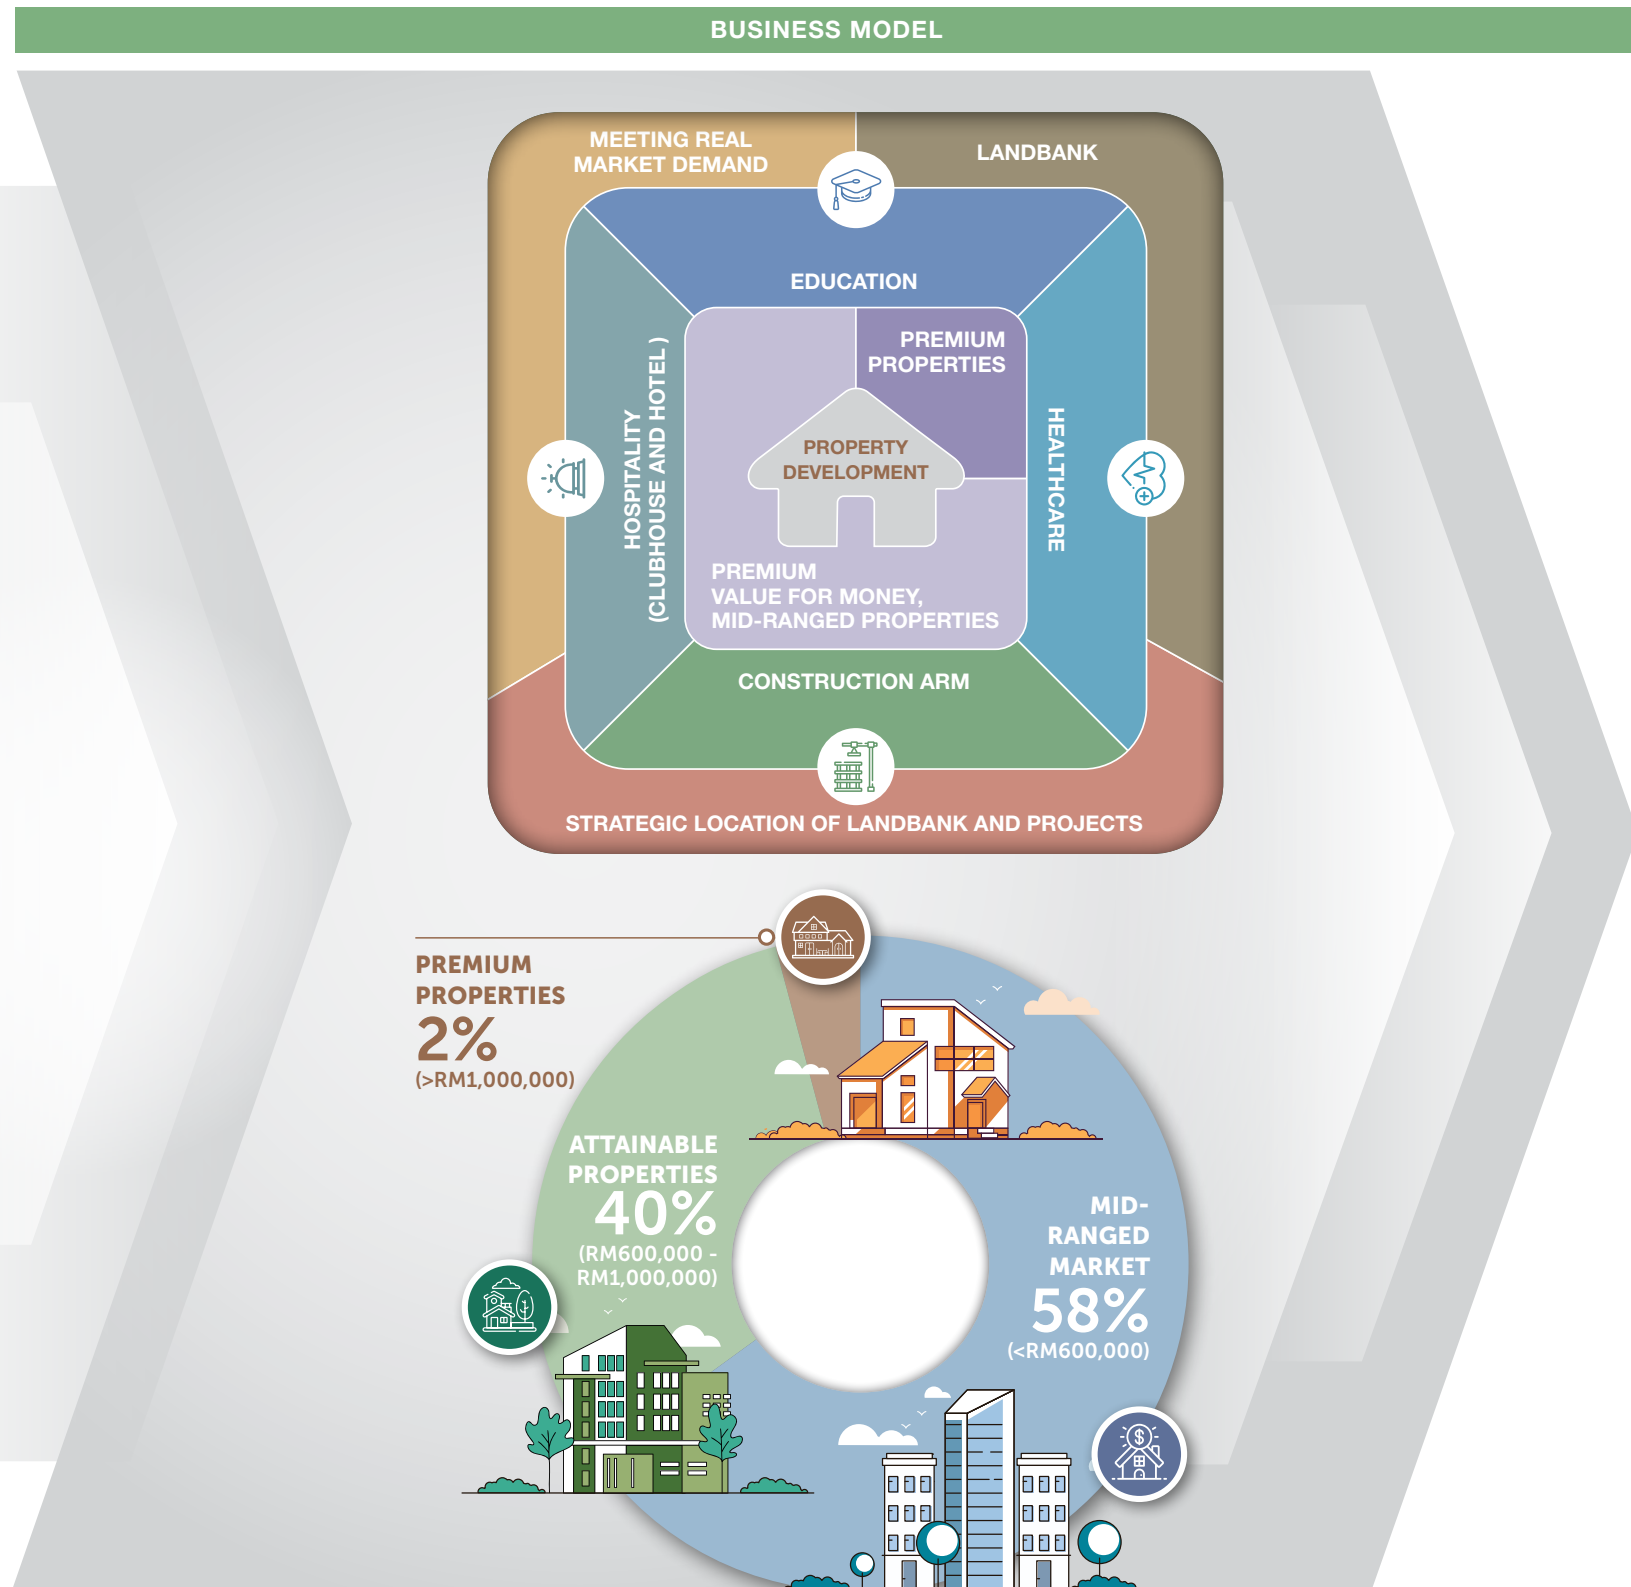 BUSINESS MODEL
MEETING REAL
MARKET DEMAND
LANDBANK
EDUCATION
PREMIUM
PROPERTIES
HOSPITALITY
(CLUBHOUSE AND HOTEL )
PROPERTY
DEVELOPMENT
HEALTHCARE
PREMIUM
VALUE FOR MONEY,
MID-RANGED PROPERTIES
CONSTRUCTION ARM
STRATEGIC LOCATION OF LANDBANK AND PROJECTS
PREMIUM
PROPERTIES
2%
(>RM1,000,000)
ATTAINABLE
PROPERTIES
40%
(RM600,000 -
RM1,000,000)
MID-
RANGED
MARKET
58%
(<RM600,000)
$